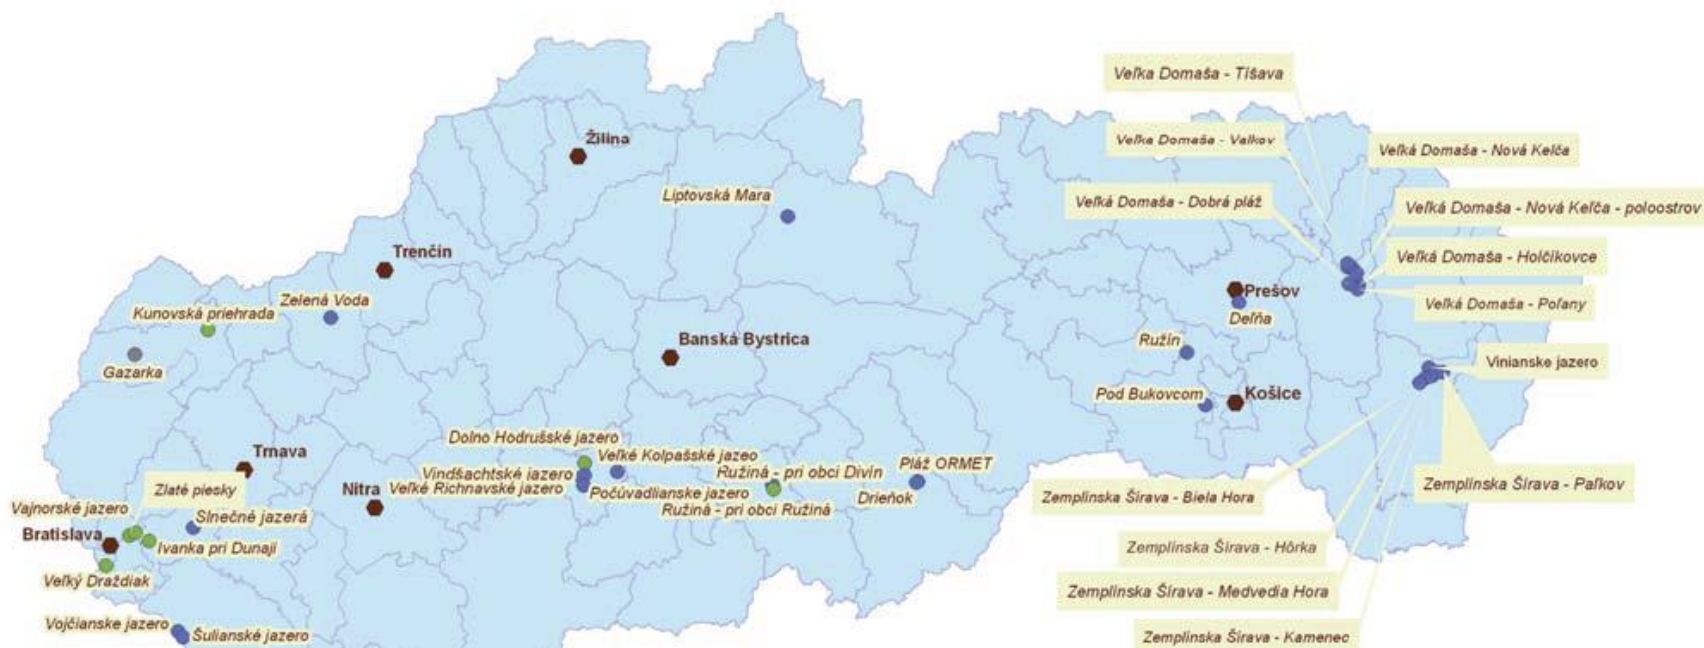 Veľka Domaša - Tíšava
Žilina
Veľka Domaša - Valkov
Veľká Domaša - Nová Kelča
Liptovská Mara
Veľká Domaša - Dobrá pláž
Veľká Domaša - Nová Keľča - poloostrov
Trenčín
Veľká Domaša - Holčíkovce
Zelená Voda
Prešov
Kunovská priehrada
Veľká Domaša - Poľany
Deľňa
Banská Bystrica
Ružín
Gazarka
Vinianske jazero
Pod Bukovcom
Košice
Dolno Hodrušské jazero
Trnava
Veľké Kolpašské jazeo
Vindšachtské jazero
Ružiná - pri obci Divín
Pláž ORMET
Zlaté piesky
Nitra
Veľké Richnavské jazero
Počúvadlianske jazero
Drieňok
Zemplínska Šírava - Biela Hora
Zemplínska Šírava - Paľkov
Vajnorské jazero
Slnečné jazerá
Ružiná - pri obci Ružiná
Bratislava
Ivanka pri Dunaji
Zemplínska Šírava - Hôrka
Veľký Draždiak
Zemplínska Šírava - Medvedia Hora
Vojčianske jazero
Šulianské jazero
Zemplínska Šírava - Kamenec